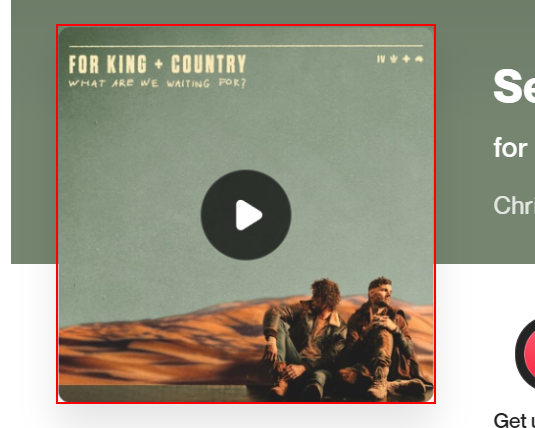 FOR KING + COUNTRY
WHAT ARE WE WAITING FOR?
IV
Se
for
Chr
Get u